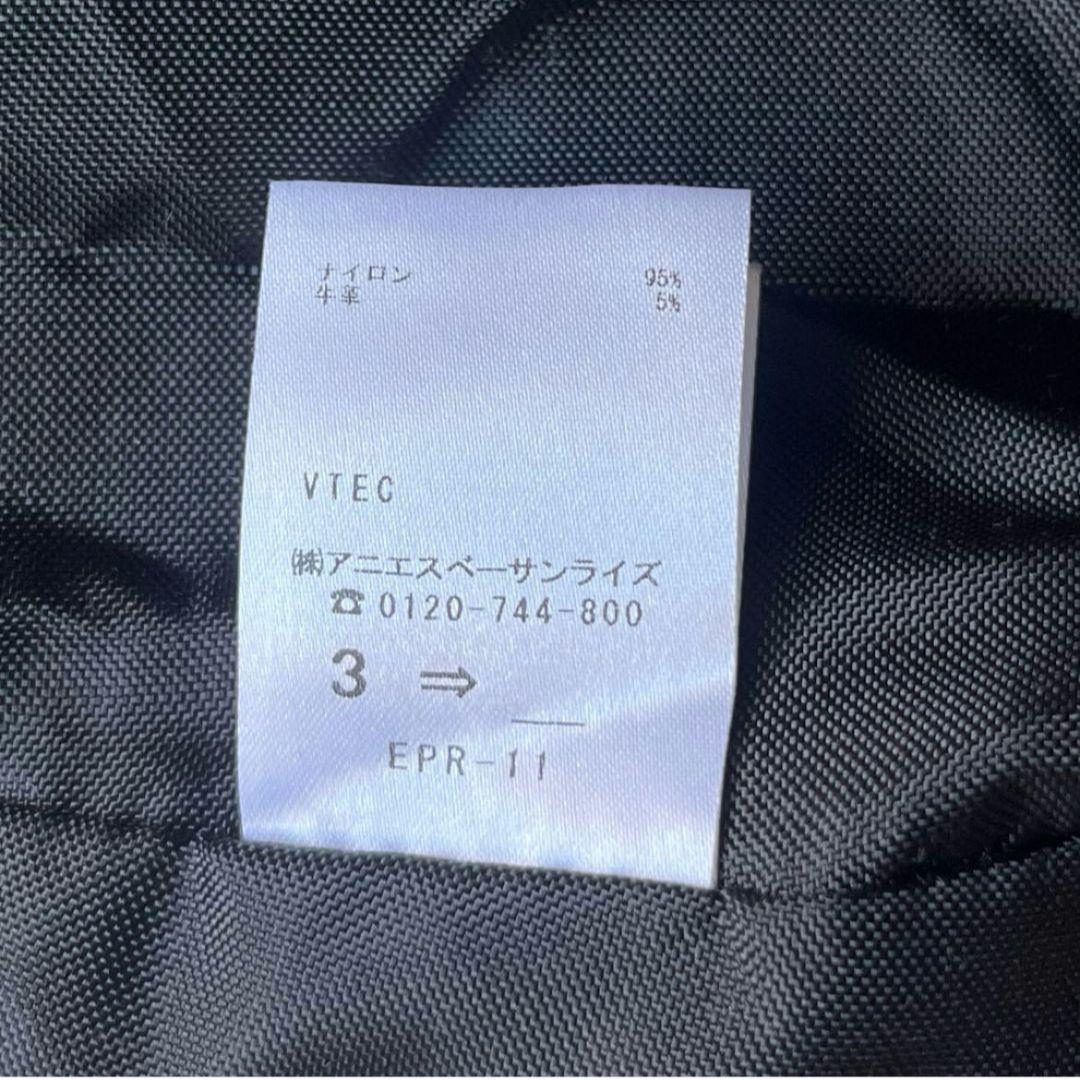 ナイロン 95%
牛革 5%
VTEC
㈱アニエスベーサンライズ
☎0120-744-800
3 ⇒ __
EPR-11